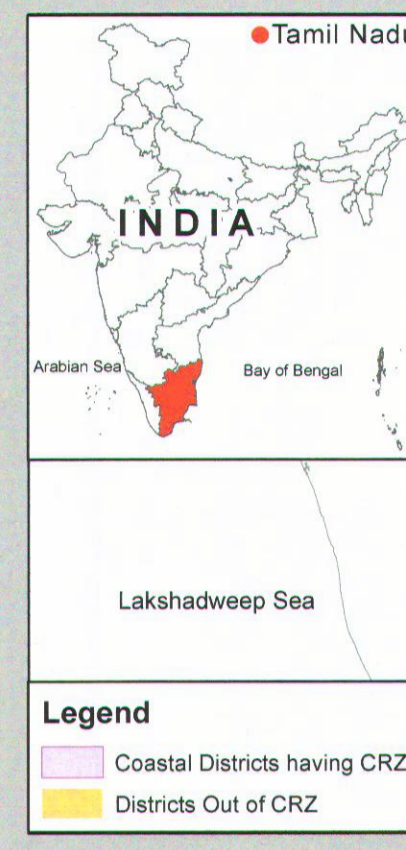 Tamil Nadu
INDIA
Arabian Sea
Bay of Bengal
Lakshadweep Sea
Legend
Coastal Districts having CRZ
Districts Out of CRZ